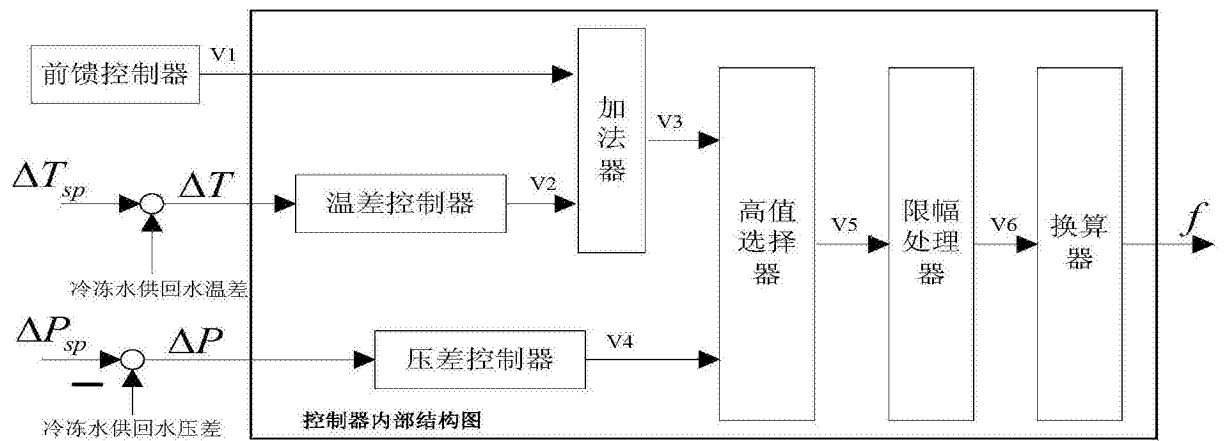 前馈控制器
V1
加法器
V3
ΔTsp
ΔT
温差控制器
V2
冷冻水供回水温差
高值选择器
V5
限幅处理器
V6
换算器
f
ΔPsp
ΔP
压差控制器
V4
冷冻水供回水压差
控制器内部结构图